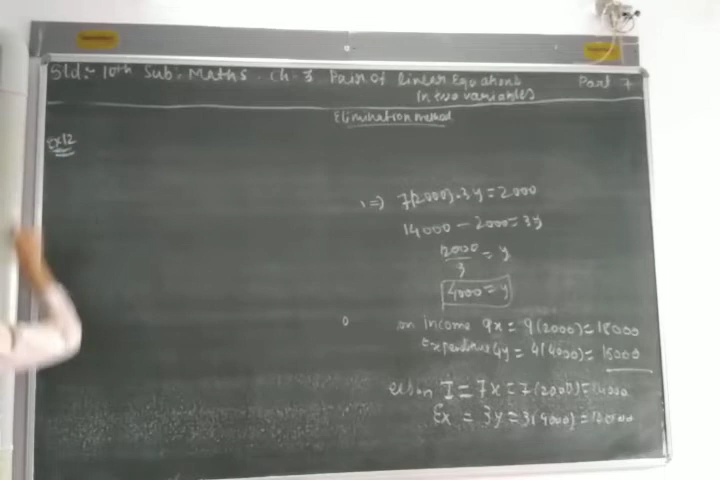 Std:- 10th Sub:- Maths. Ch-3 Pair of Linear Equations
in two variables
Part 7
Elimination method
Ex 12
1 => 7(2000)-3y=2000
14000 - 2000=3y
12000/3 = y
4000=y
on income 9x = 9(2000)=18000
Expenditure 4y= 4(4000)=16000
I = 7x=7(2000)=14000
Ex = 3y=3(4000)=12000